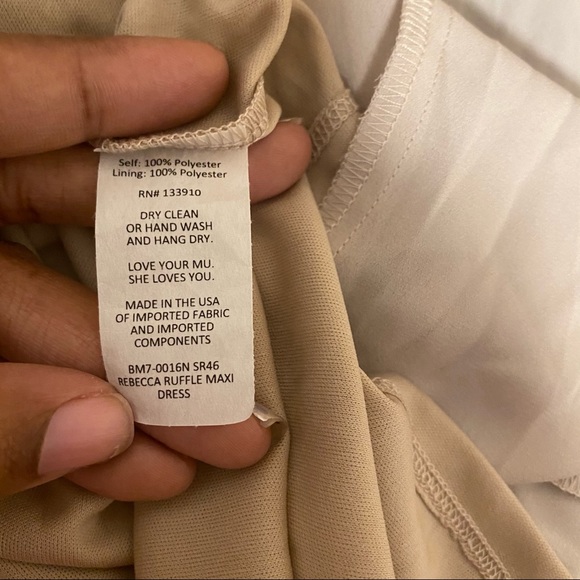 Self: 100% Polyester
Lining: 100% Polyester
RN# 133910
DRY CLEAN
OR HAND WASH
AND HANG DRY.
LOVE YOUR MU.
SHE LOVES YOU.
MADE IN THE USA
OF IMPORTED FABRIC
AND IMPORTED
COMPONENTS
BM7-0016N SR46
REBECCA RUFFLE MAXI
DRESS